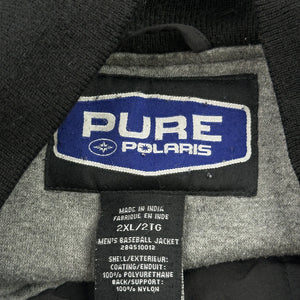 PURE
POLARIS
MADE IN INDIA
FABRIQUE EN INDE
2XL/2TG
MEN'S BASEBALL JACKET
284510012
SHELL/EXTERIEUR:
COATING/ENDUIT:
100% POLYURETHANE
BACK/SUPPORT:
100% NYLON